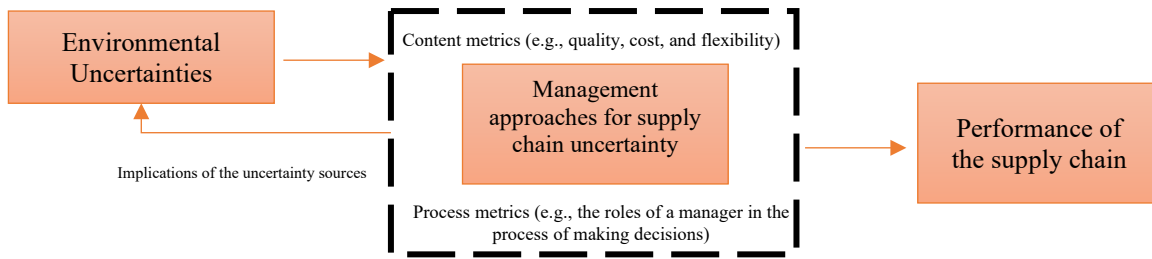 Environmental
Uncertainties
Content metrics (e.g., quality, cost, and flexibility)
Management
approaches for supply
chain uncertainty
Performance of
the supply chain
Implications of the uncertainty sources
Process metrics (e.g., the roles of a manager in the
process of making decisions)